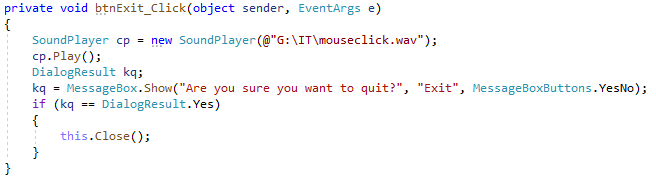 private void btnExit_Click(object sender, EventArgs e)
{
SoundPlayer cp = new SoundPlayer(@"G:\IT\mouseclick.wav");
cp.Play();
DialogResult kq;
kq = MessageBox.Show("Are you sure you want to quit?", "Exit", MessageBoxButtons.YesNo);
if (kq == DialogResult.Yes)
{
this.Close();
}
}